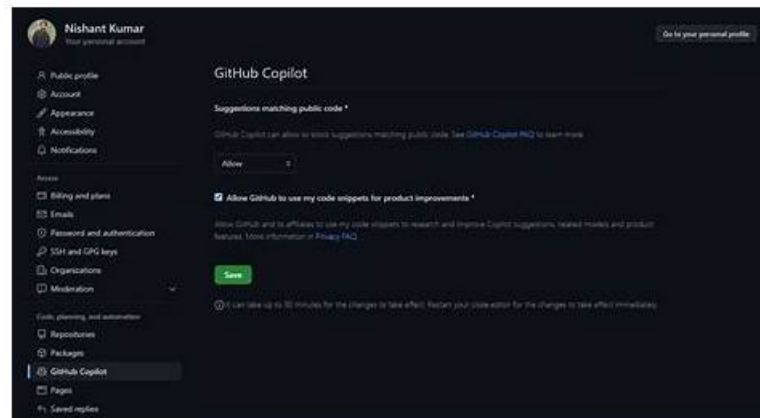 Nishant Kumar
Your personal account
Go to your personal profile
Public profile
Account
Appearance
Accessibility
Notifications
Access
Billing and plans
Emails
Password and authentication
SSH and GPG keys
Organizations
Moderation
Code, planning, and automation
Repositories
Packages
GitHub Copilot
Pages
Saved replies
GitHub Copilot
Suggestions matching public code *
GitHub Copilot can allow or block suggestions matching public code. See GitHub Copilot FAQ to learn more.
Allow
Allow GitHub to use my code snippets for product improvements *
Allow GitHub and its affiliates to use my code snippets to research and improve Copilot suggestions, related models and product
features. More information in Privacy FAQ.
Save
It can take up to 30 minutes for the changes to take effect. Restart your code editor for the changes to take effect immediately.